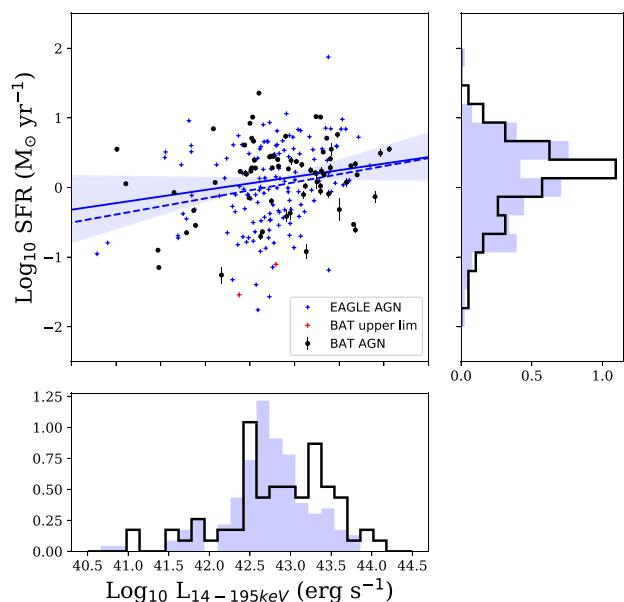 2
1
0
−1
−2
Log₁₀ SFR (M⊙ yr⁻¹)
EAGLE AGN
BAT upper lim
BAT AGN
0.0 0.5 1.0
1.25
1.00
0.75
0.50
0.25
0.00
40.5 41.0 41.5 42.0 42.5 43.0 43.5 44.0 44.5
Log₁₀ L₁₄₋₁₉₅ₖₑV (erg s⁻¹)